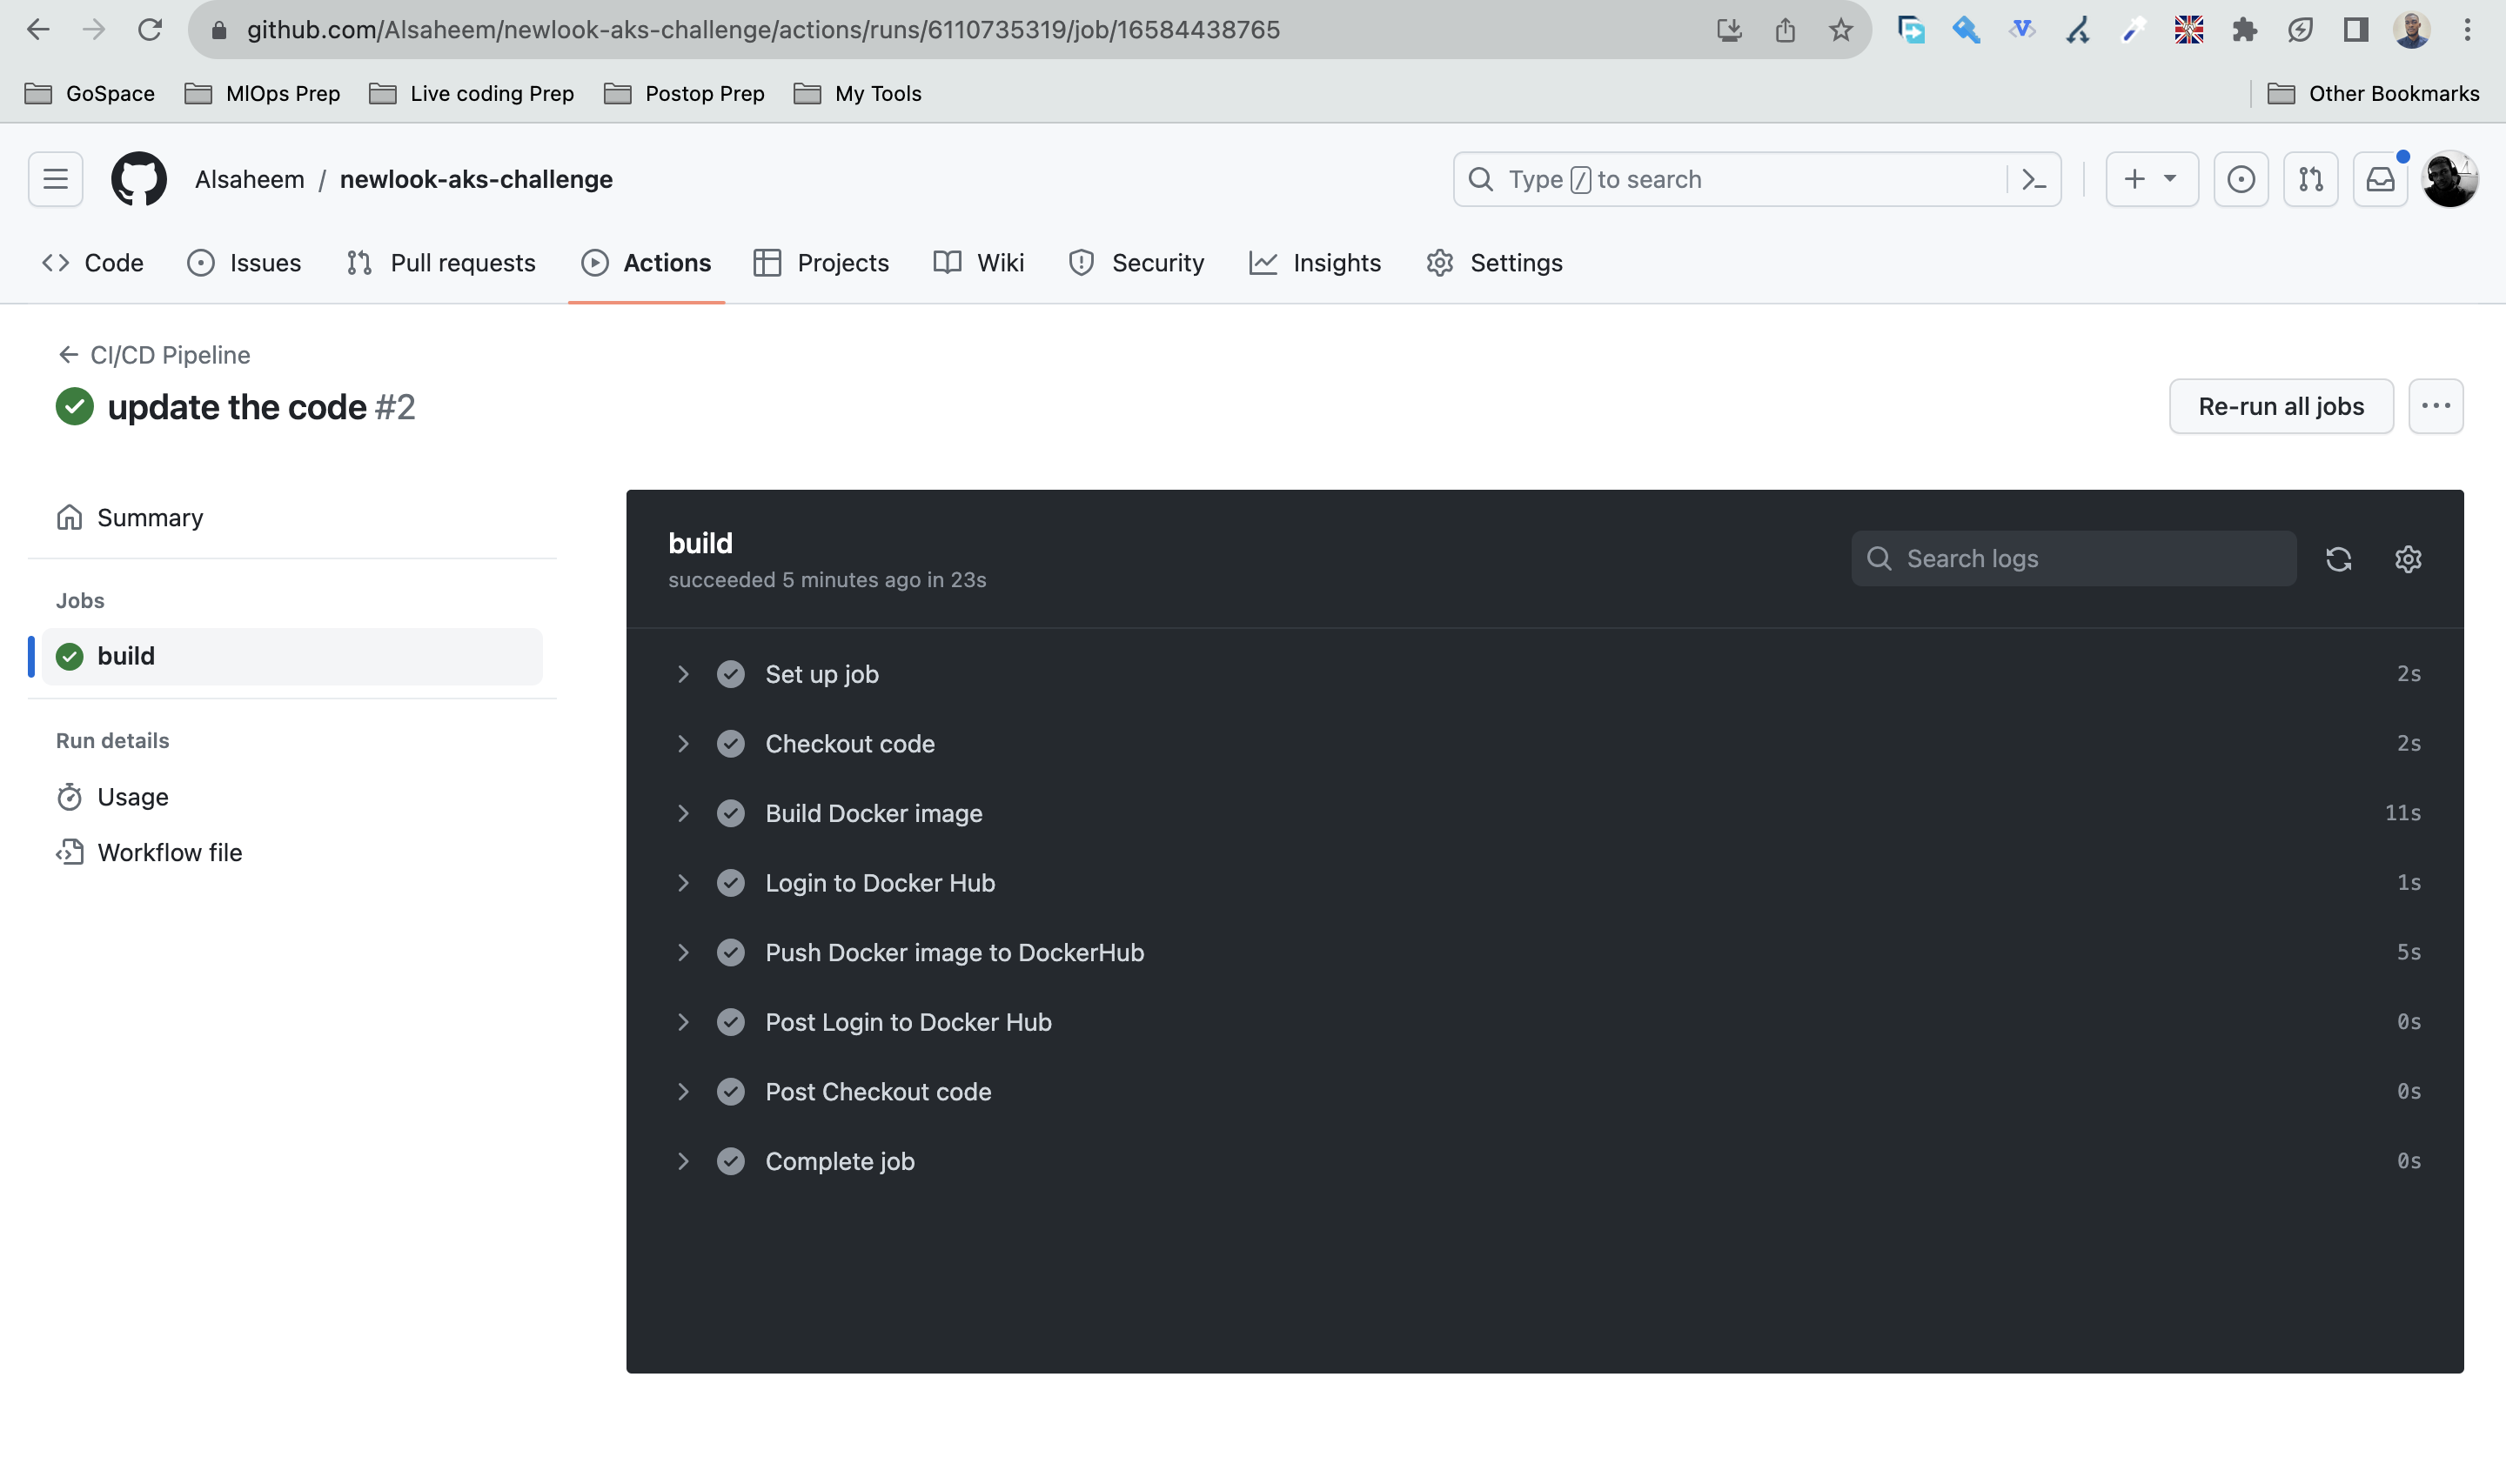 github.com/Alsaheem/newlook-aks-challenge/actions/runs/6110735319/job/16584438765
GoSpace MlOps Prep Live coding Prep Postop Prep My Tools Other Bookmarks
Alsaheem / newlook-aks-challenge Type / to search
Code Issues Pull requests Actions Projects Wiki Security Insights Settings
CI/CD Pipeline
update the code #2 Re-run all jobs
Summary
Jobs
build
Run details
Usage
Workflow file
build
succeeded 5 minutes ago in 23s
Search logs
Set up job 2s
Checkout code 2s
Build Docker image 11s
Login to Docker Hub 1s
Push Docker image to DockerHub 5s
Post Login to Docker Hub 0s
Post Checkout code 0s
Complete job 0s